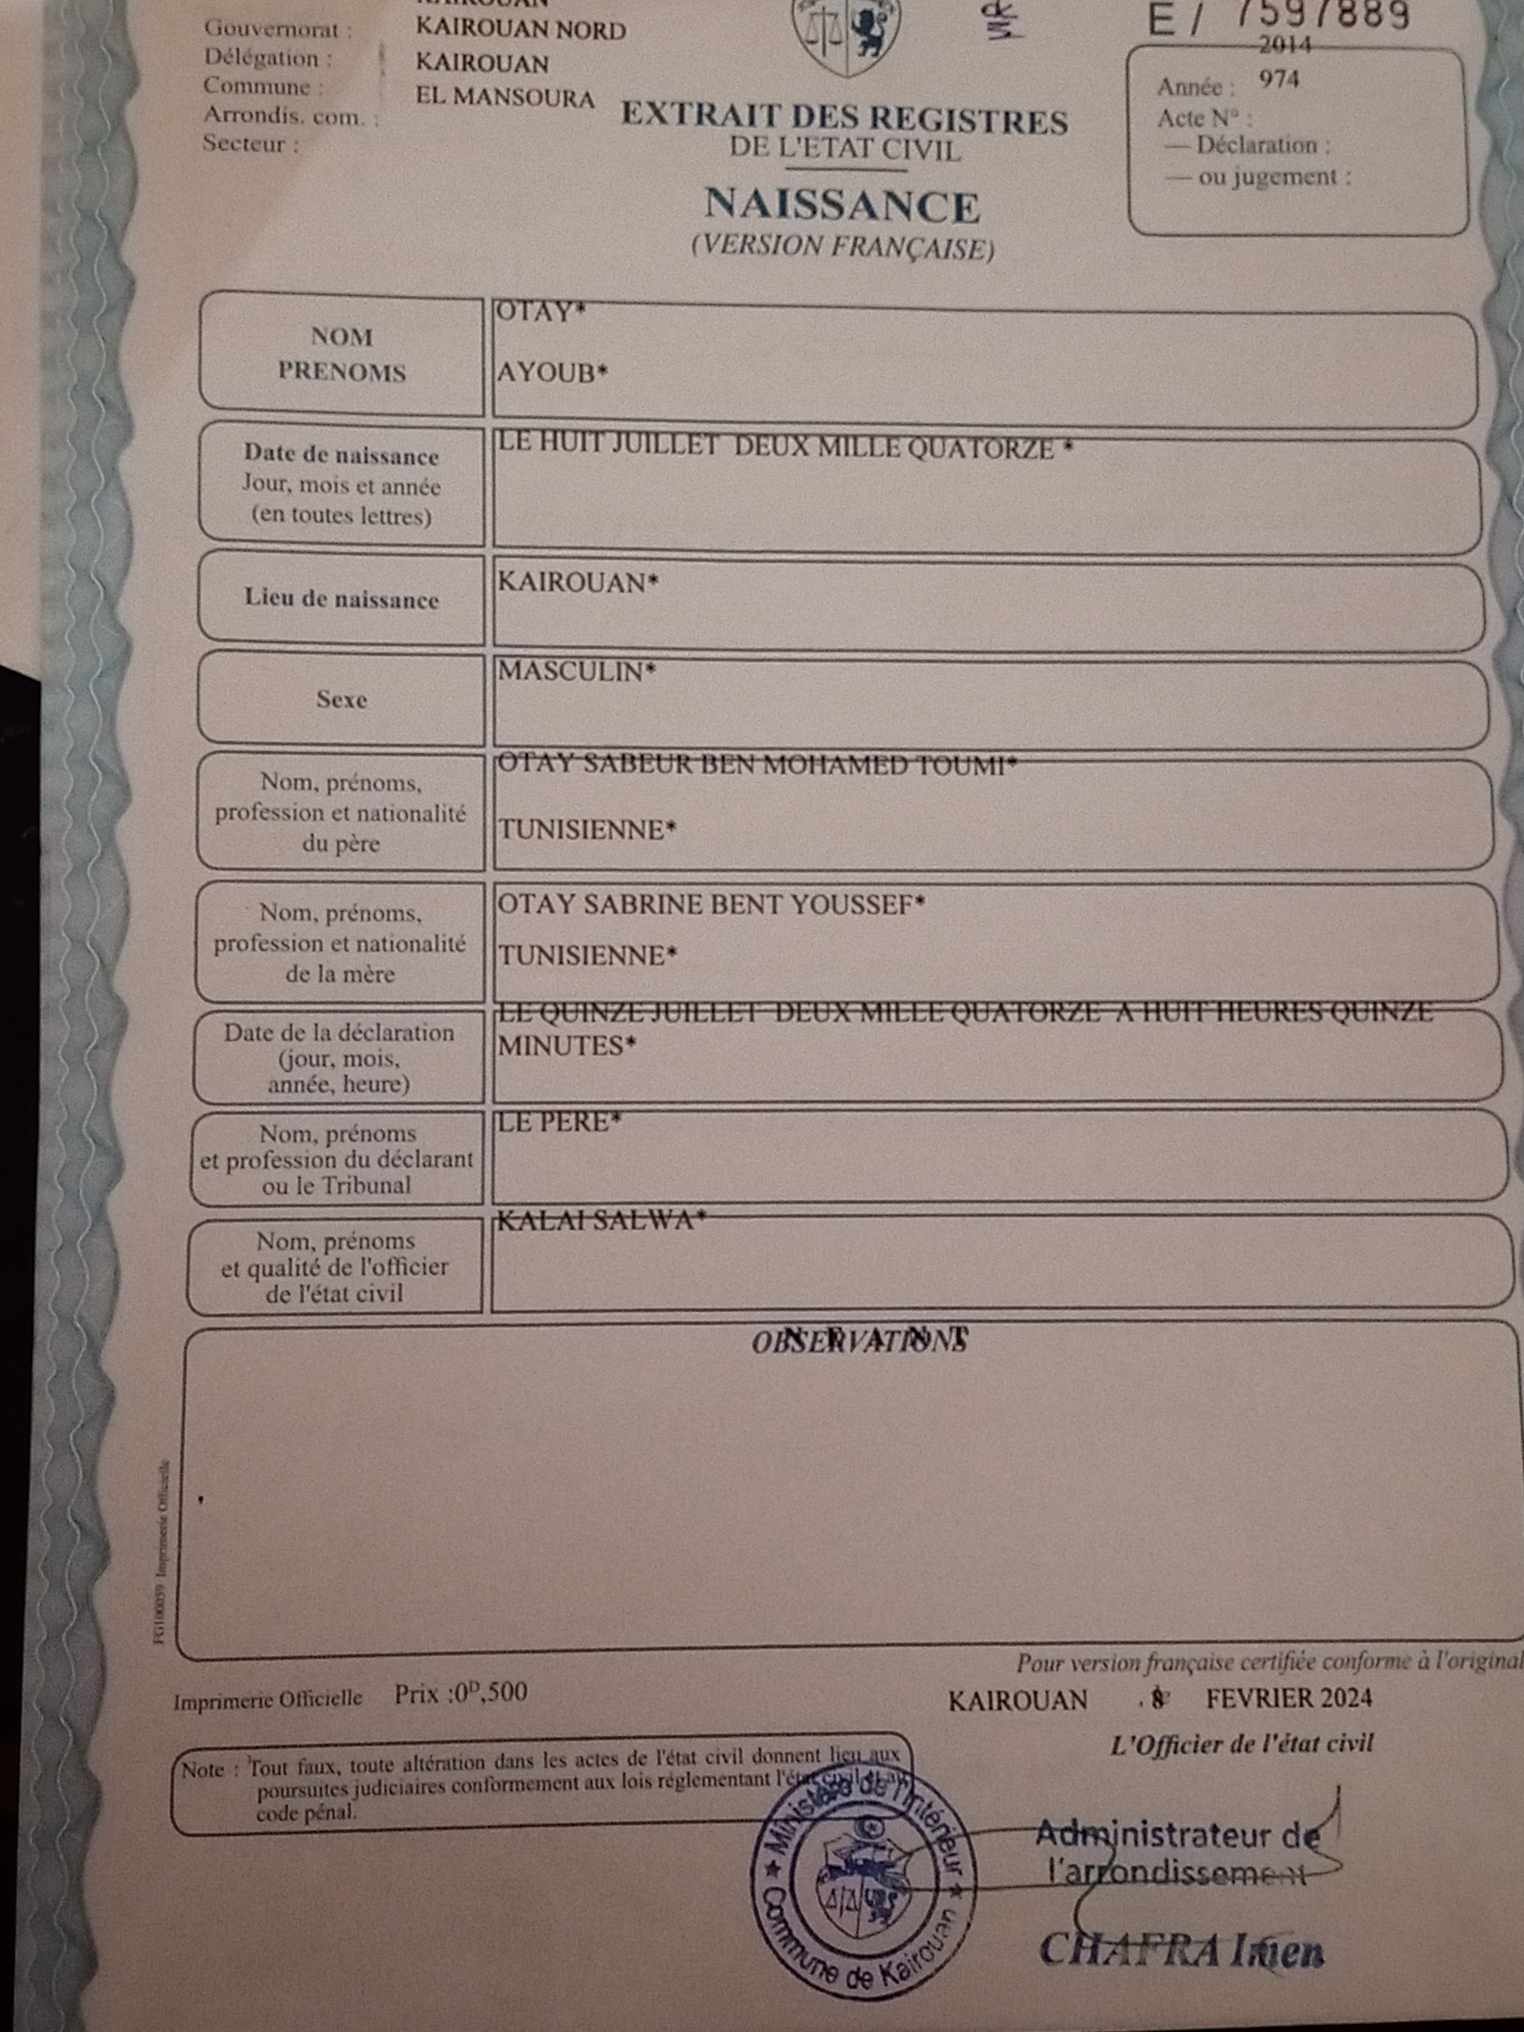 KAIROUAN
Gouvernorat : KAIROUAN NORD
Délégation : KAIROUAN
Commune : EL MANSOURA
Arrondis. com. :
Secteur :
E / 7597889
2014
Année : 974
Acte N° :
— Déclaration :
— ou jugement :
EXTRAIT DES REGISTRES
DE L'ETAT CIVIL
NAISSANCE
(VERSION FRANÇAISE)
NOM
PRENOMS
OTAY*
AYOUB*
Date de naissance
Jour, mois et année
(en toutes lettres)
LE HUIT JUILLET DEUX MILLE QUATORZE *
Lieu de naissance
KAIROUAN*
Sexe
MASCULIN*
Nom, prénoms,
profession et nationalité
du père
OTAY SABEUR BEN MOHAMED TOUMI*
TUNISIENNE*
Nom, prénoms,
profession et nationalité
de la mère
OTAY SABRINE BENT YOUSSEF*
TUNISIENNE*
Date de la déclaration
(jour, mois,
année, heure)
LE QUINZE JUILLET DEUX MILLE QUATORZE A HUIT HEURES QUINZE
MINUTES*
Nom, prénoms
et profession du déclarant
ou le Tribunal
LE PERE*
Nom, prénoms
et qualité de l'officier
de l'état civil
KALAI SALWA*
OBSERVATIONS
N E A N T
FG100059 Imprimerie Officielle
Pour version française certifiée conforme à l'original
Imprimerie Officielle Prix :0ᴰ,500
KAIROUAN 8 FEVRIER 2024
L'Officier de l'état civil
Note : Tout faux, toute altération dans les actes de l'état civil donnent lieu aux
poursuites judiciaires conformement aux lois réglementant l'état civil et au
code pénal.
Ministère de l'Intérieur
Commune de Kairouan
Administrateur de
l'arrondissement
CHAFRA Imen